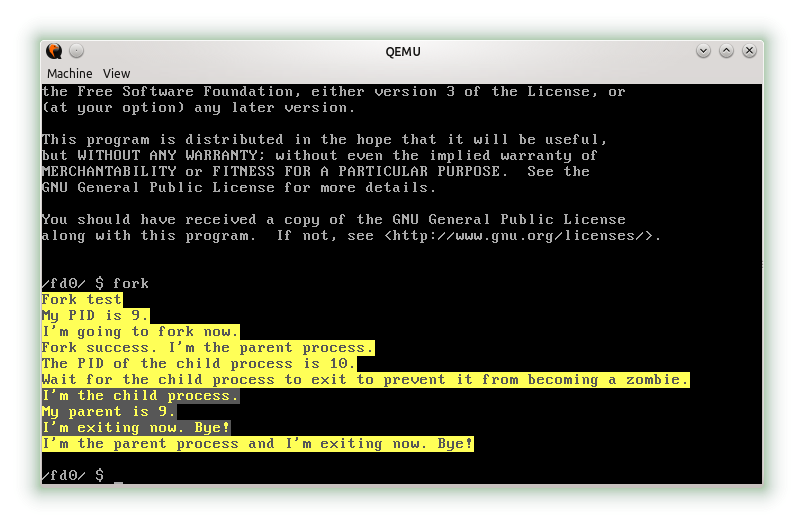 QEMU
Machine View
the Free Software Foundation, either version 3 of the License, or
(at your option) any later version.
This program is distributed in the hope that it will be useful,
but WITHOUT ANY WARRANTY; without even the implied warranty of
MERCHANTABILITY or FITNESS FOR A PARTICULAR PURPOSE.  See the
GNU General Public License for more details.
You should have received a copy of the GNU General Public License
along with this program.  If not, see <http://www.gnu.org/licenses/>.
/fd0/ $ fork
Fork test
My PID is 9.
I'm going to fork now.
Fork success. I'm the parent process.
The PID of the child process is 10.
Wait for the child process to exit to prevent it from becoming a zombie.
I'm the child process.
My parent is 9.
I'm exiting now. Bye!
I'm the parent process and I'm exiting now. Bye!
/fd0/ $ _